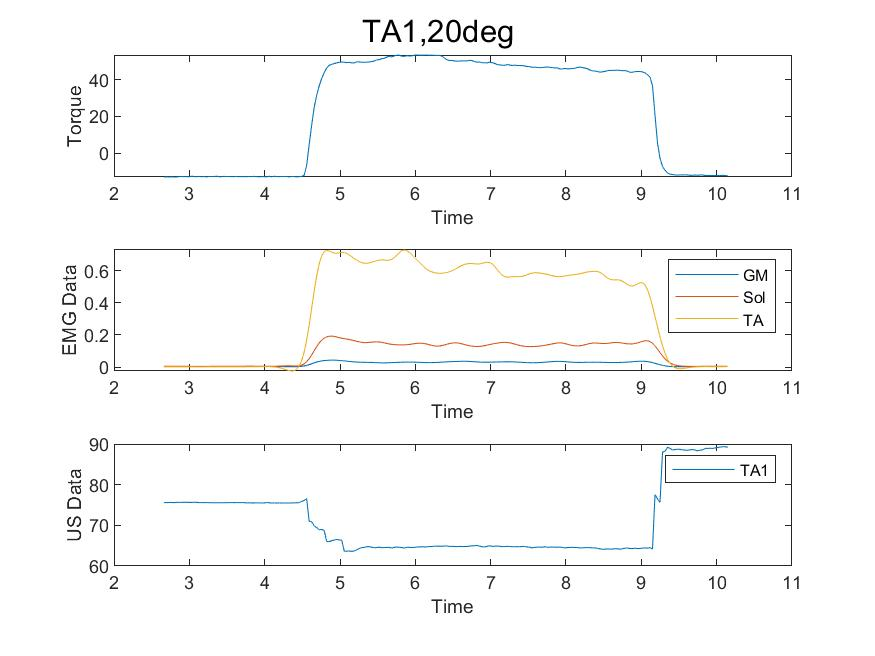 TA1,20deg
Torque
40
20
0
2 3 4 5 6 7 8 9 10 11
Time
EMG Data
0.6
0.4
0.2
0
GM
Sol
TA
2 3 4 5 6 7 8 9 10 11
Time
US Data
90
80
70
60
TA1
2 3 4 5 6 7 8 9 10 11
Time